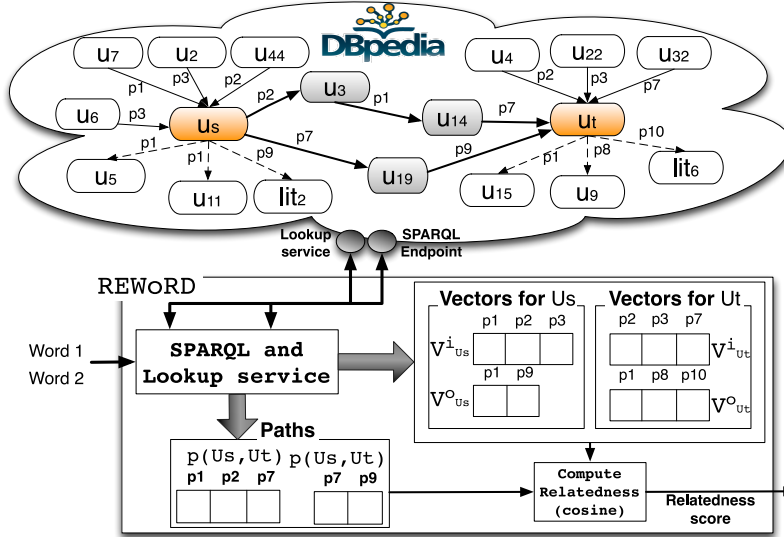 DBpedia
u7 u2 u44 u4 u22 u32
p1 p3 p2 p2 p3 p7
u6 p3 us p2 u3 p1 u14 p7 ut
p1 p1 p9 p7 u19 p9 p1 p8 p10
u5 u11 lit2 u15 u9 lit6
Lookup service
SPARQL Endpoint
REWoRD
Word 1
Word 2
SPARQL and
Lookup service
Vectors for Us
p1 p2 p3
Vi Us
p1 p9
Vo Us
Vectors for Ut
p2 p3 p7
Vi Ut
p1 p8 p10
Vo Ut
Paths
p(Us,Ut) p(Us,Ut)
p1 p2 p7 p7 p9
Compute
Relatedness
(cosine)
Relatedness
score